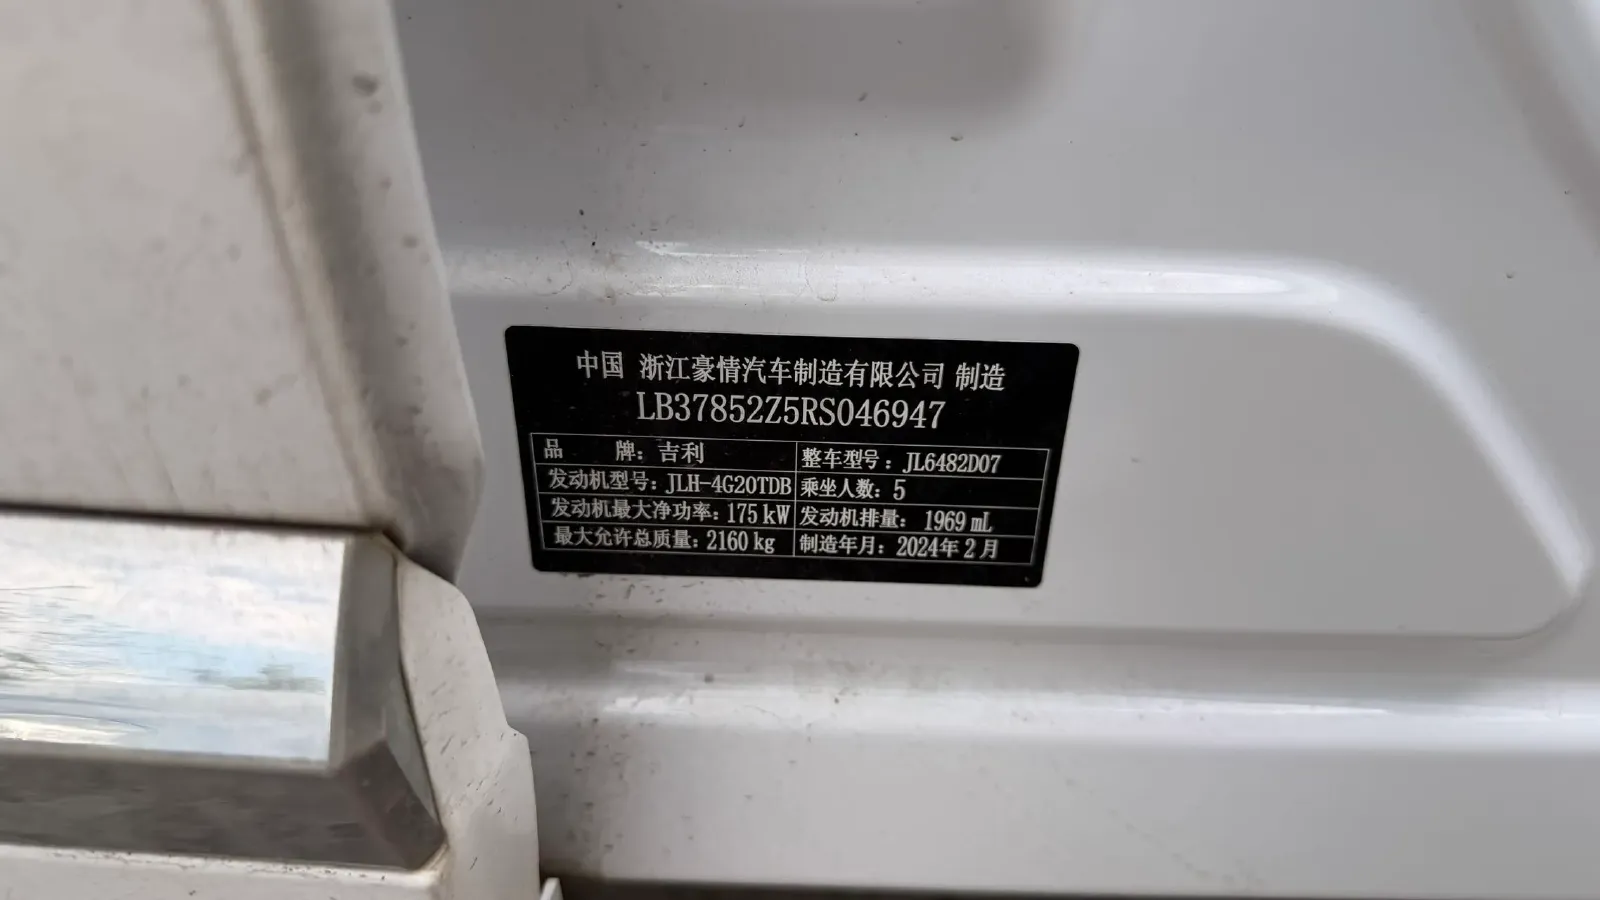 中国 浙江豪情汽车制造有限公司 制造
LB37852Z5RS046947
品 牌：吉利 整车型号：JL6482D07
发动机型号：JLH-4G20TDB 乘坐人数：5
发动机最大净功率：175 kW 发动机排量：1969 mL
最大允许总质量：2160 kg 制造年月：2024年2月